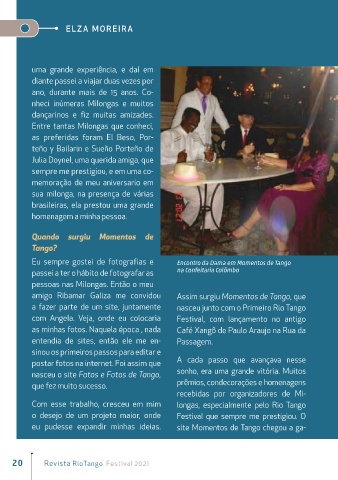 ELZA MOREIRA
uma grande experiência, e daí em
diante passei a viajar duas vezes por
ano, durante mais de 15 anos. Co-
nheci inúmeras Milongas e muitos
dançarinos e fiz muitas amizades.
Entre tantas Milongas que conheci,
as preferidas foram El Beso, Por-
teño y Bailarin e Sueño Porteño de
Julia Doynel, uma querida amiga, que
sempre me prestigiou, e em uma co-
memoração de meu aniversario em
sua milonga, na presença de várias
brasileiras, ela prestou uma grande
homenagem a minha pessoa.
Quando surgiu Momentos de
Tango?
Eu sempre gostei de fotografias e
passei a ter o hábito de fotografar as
pessoas nas Milongas. Então o meu
amigo Ribamar Galiza me convidou
a fazer parte de um site, juntamente
com Angela. Veja, onde eu colocaria
as minhas fotos. Naquela época , nada
entendia de sites, então ele me en-
sinou os primeiros passos para editar e
postar fotos na internet. Foi assim que
nasceu o site Fotos e Fotos de Tango,
que fez muito sucesso.
Com esse trabalho, cresceu em mim
o desejo de um projeto maior, onde
eu pudesse expandir minhas ideias.
Encontro da Dama em Momentos de Tango
na Confeitaria Colômbo
Assim surgiu Momentos de Tango, que
nasceu junto com o Primeiro Rio Tango
Festival, com lançamento no antigo
Café Xangô de Paulo Araujo na Rua da
Passagem.
A cada passo que avançava nesse
sonho, era uma grande vitória. Muitos
prêmios, condecorações e homenagens
recebidas por organizadores de Mi-
longas, especialmente pelo Rio Tango
Festival que sempre me prestigiou. O
site Momentos de Tango chegou a ga-
20 Revista RioTango Festival 2021